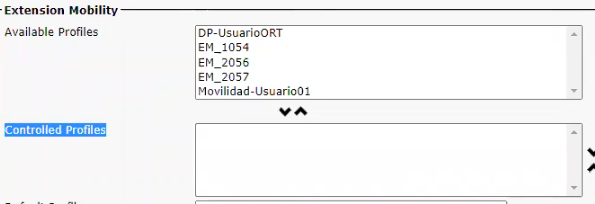 Extension Mobility
Available Profiles
DP-UsuarioORT
EM_1054
EM_2056
EM_2057
Movilidad-Usuario01
Controlled Profiles